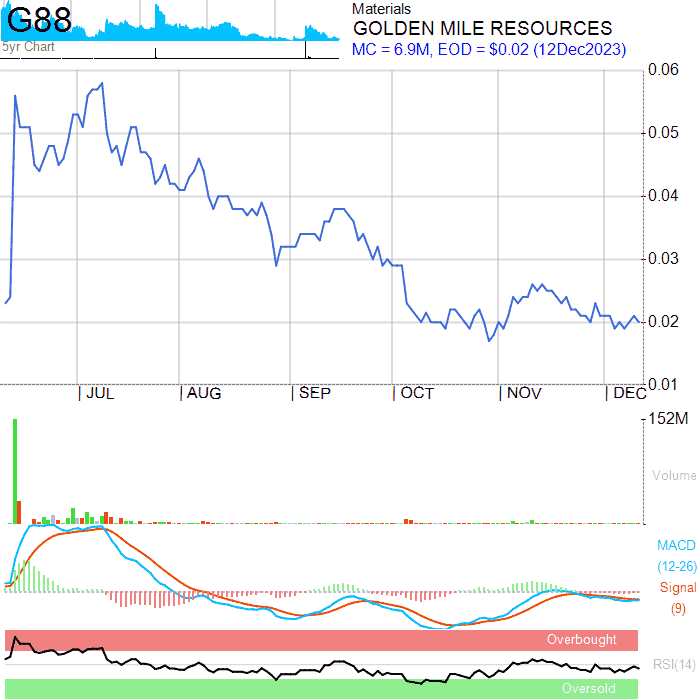 G88
5yr Chart
Materials
GOLDEN MILE RESOURCES
MC = 6.9M, EOD = $0.02 (12Dec2023)
0.06
0.05
0.04
0.03
0.02
0.01
JUL AUG SEP OCT NOV DEC
152M
Volume
MACD
(12-26)
Signal
(9)
Overbought
RSI(14)
Oversold